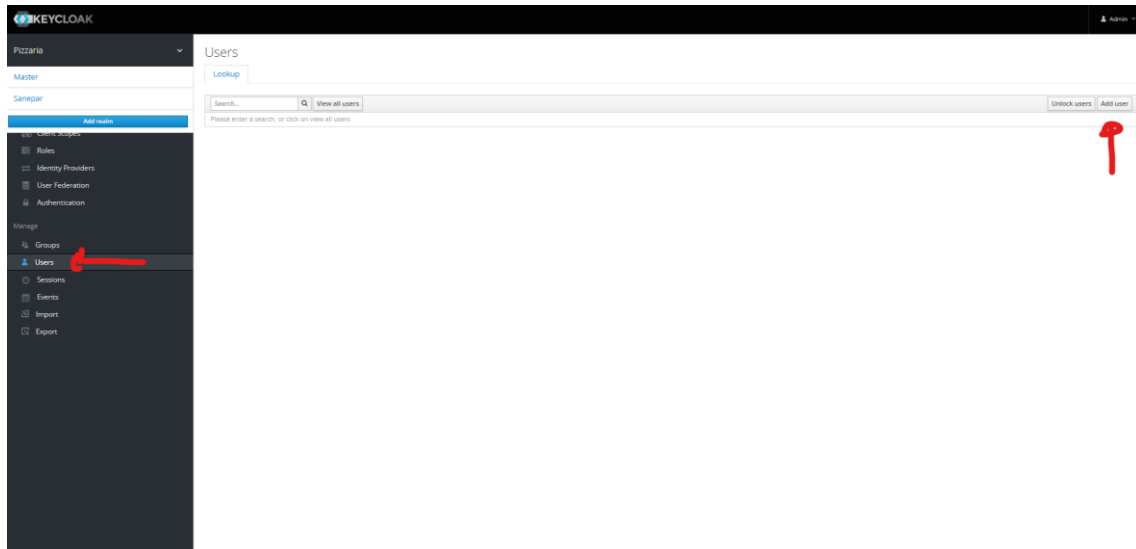 KEYCLOAK
Admin
Pizzaria
Master
Sanepar
Add realm
Client Scopes
Roles
Identity Providers
User Federation
Authentication
Manage
Groups
Users
Sessions
Events
Import
Export
Users
Lookup
Search... View all users Unlock users Add user
Please enter a search, or click on view all users